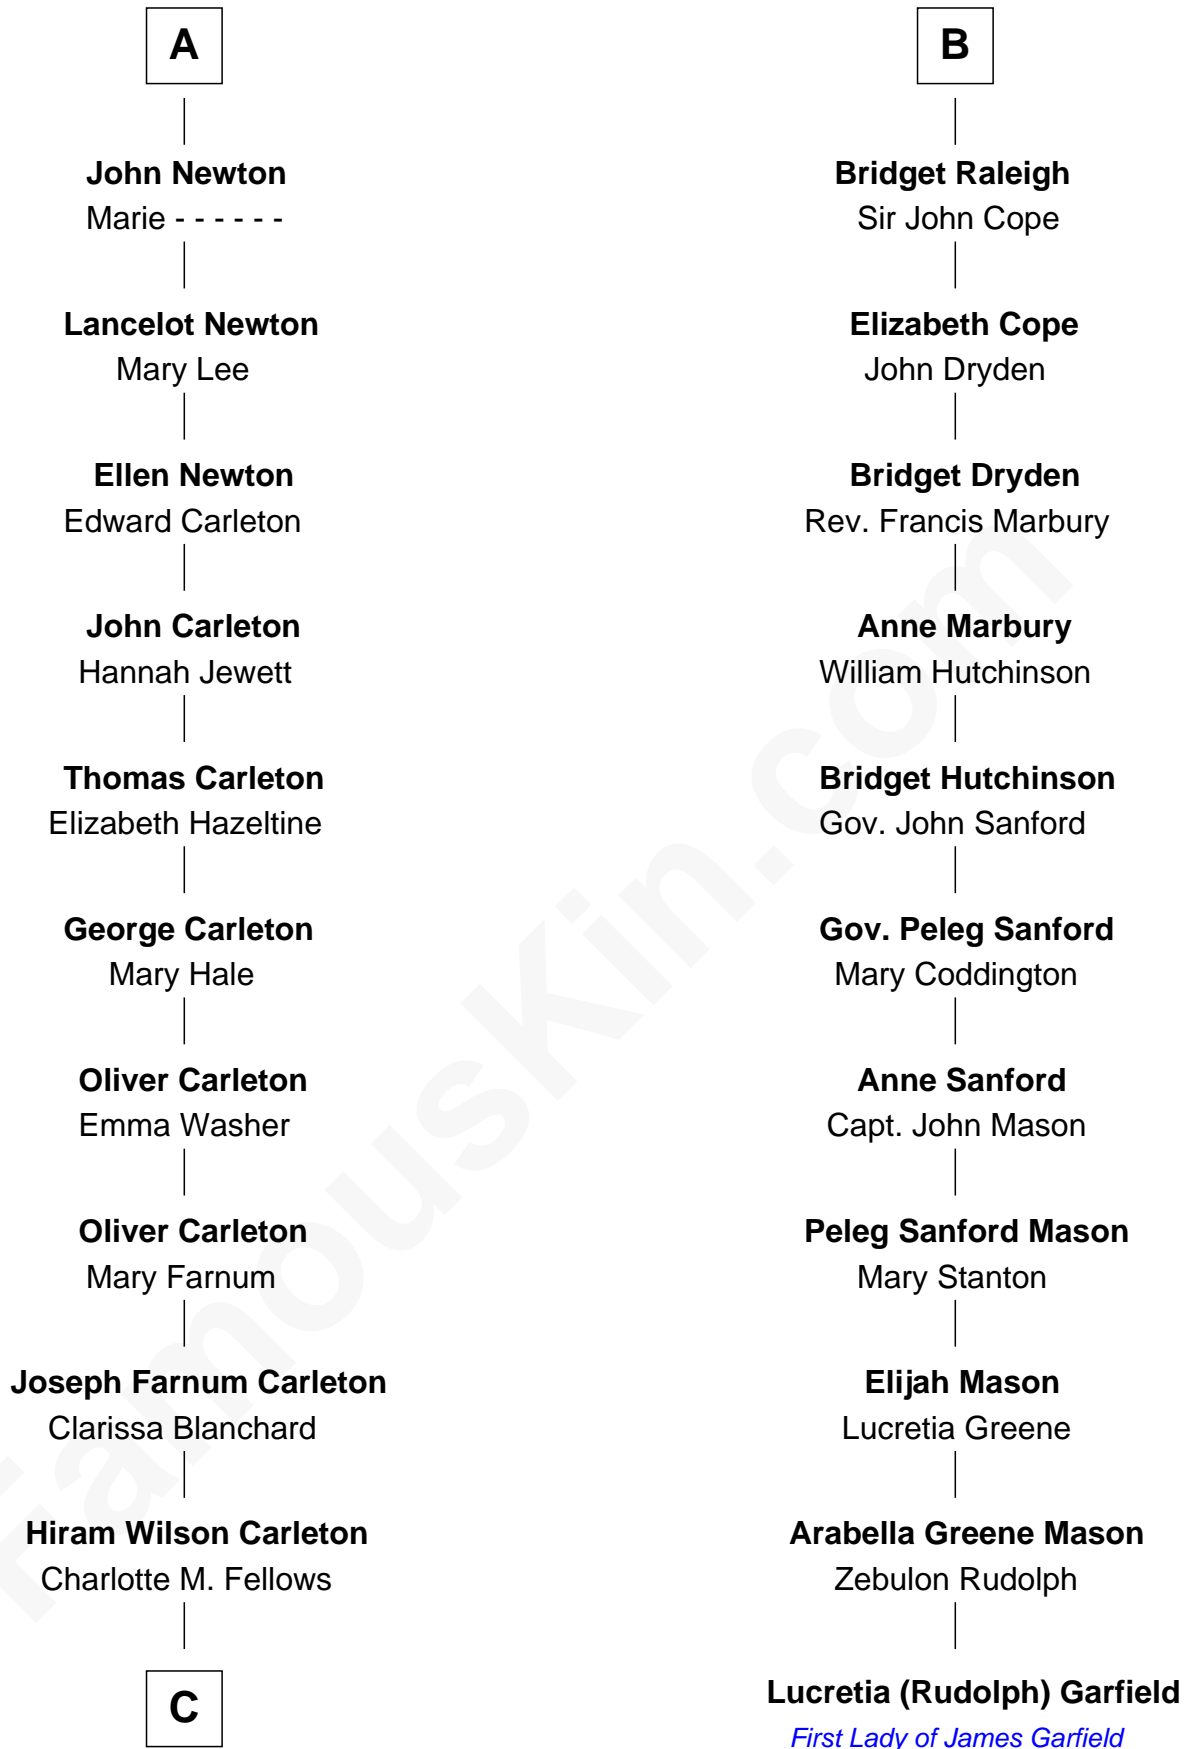 A
John Newton
Marie - - - - - -
Lancelot Newton
Mary Lee
Ellen Newton
Edward Carleton
John Carleton
Hannah Jewett
Thomas Carleton
Elizabeth Hazeltine
George Carleton
Mary Hale
Oliver Carleton
Emma Washer
Oliver Carleton
Mary Farnum
Joseph Farnum Carleton
Clarissa Blanchard
Hiram Wilson Carleton
Charlotte M. Fellows
C
B
Bridget Raleigh
Sir John Cope
Elizabeth Cope
John Dryden
Bridget Dryden
Rev. Francis Marbury
Anne Marbury
William Hutchinson
Bridget Hutchinson
Gov. John Sanford
Gov. Peleg Sanford
Mary Coddington
Anne Sanford
Capt. John Mason
Peleg Sanford Mason
Mary Stanton
Elijah Mason
Lucretia Greene
Arabella Greene Mason
Zebulon Rudolph
Lucretia (Rudolph) Garfield
First Lady of James Garfield
FamousKin.com